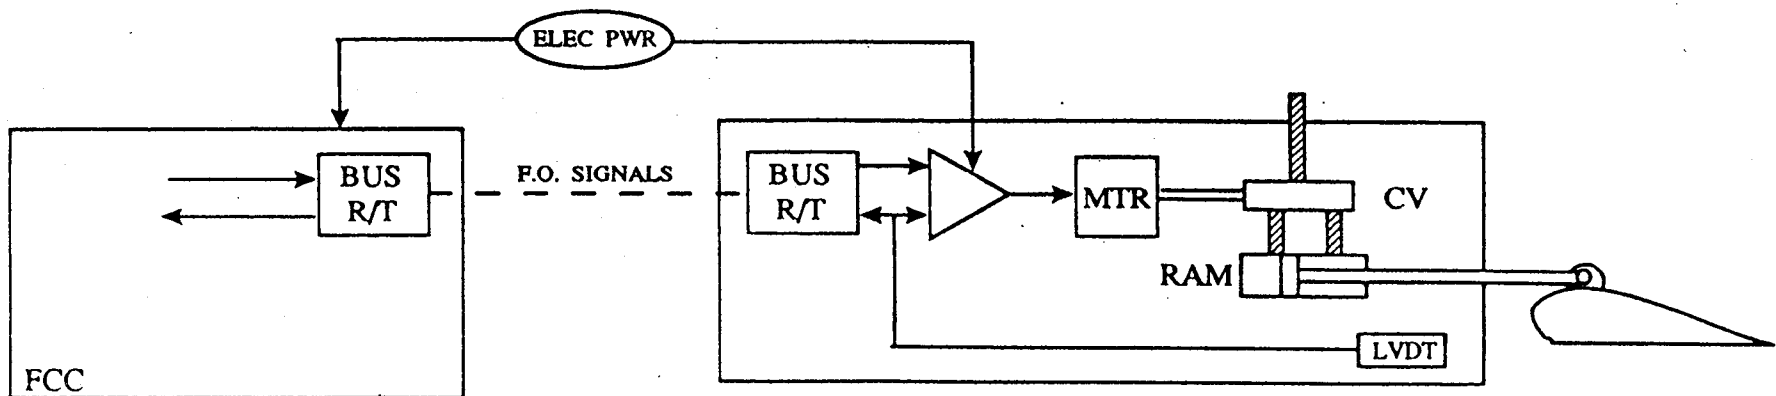 ELEC PWR
BUS
R/T
F.O. SIGNALS
BUS
R/T
MTR
CV
RAM
LVDT
FCC